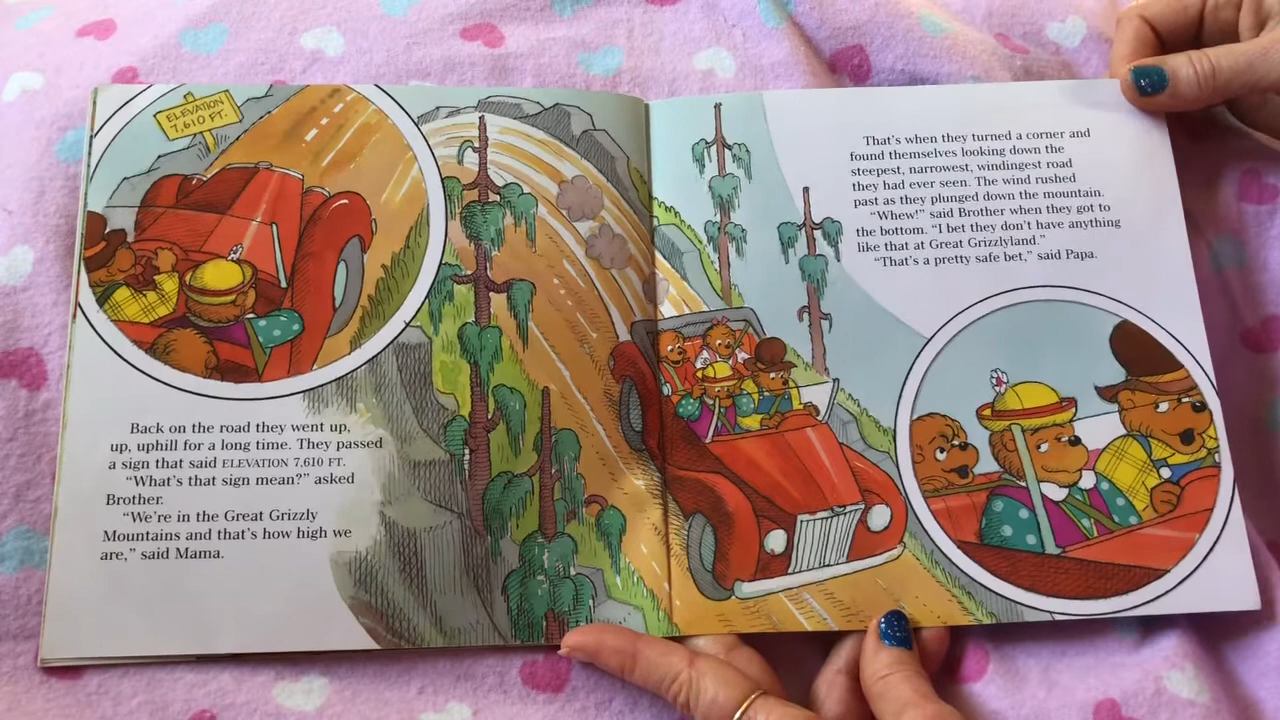 ELEVATION
7,610 FT.
Back on the road they went up,
up, uphill for a long time. They passed
a sign that said ELEVATION 7,610 FT.
"What's that sign mean?" asked
Brother.
"We're in the Great Grizzly
Mountains and that's how high we
are," said Mama.
That's when they turned a corner and
found themselves looking down the
steepest, narrowest, windingest road
they had ever seen. The wind rushed
past as they plunged down the mountain.
"Whew!" said Brother when they got to
the bottom. "I bet they don't have anything
like that at Great Grizzlyland."
"That's a pretty safe bet," said Papa.